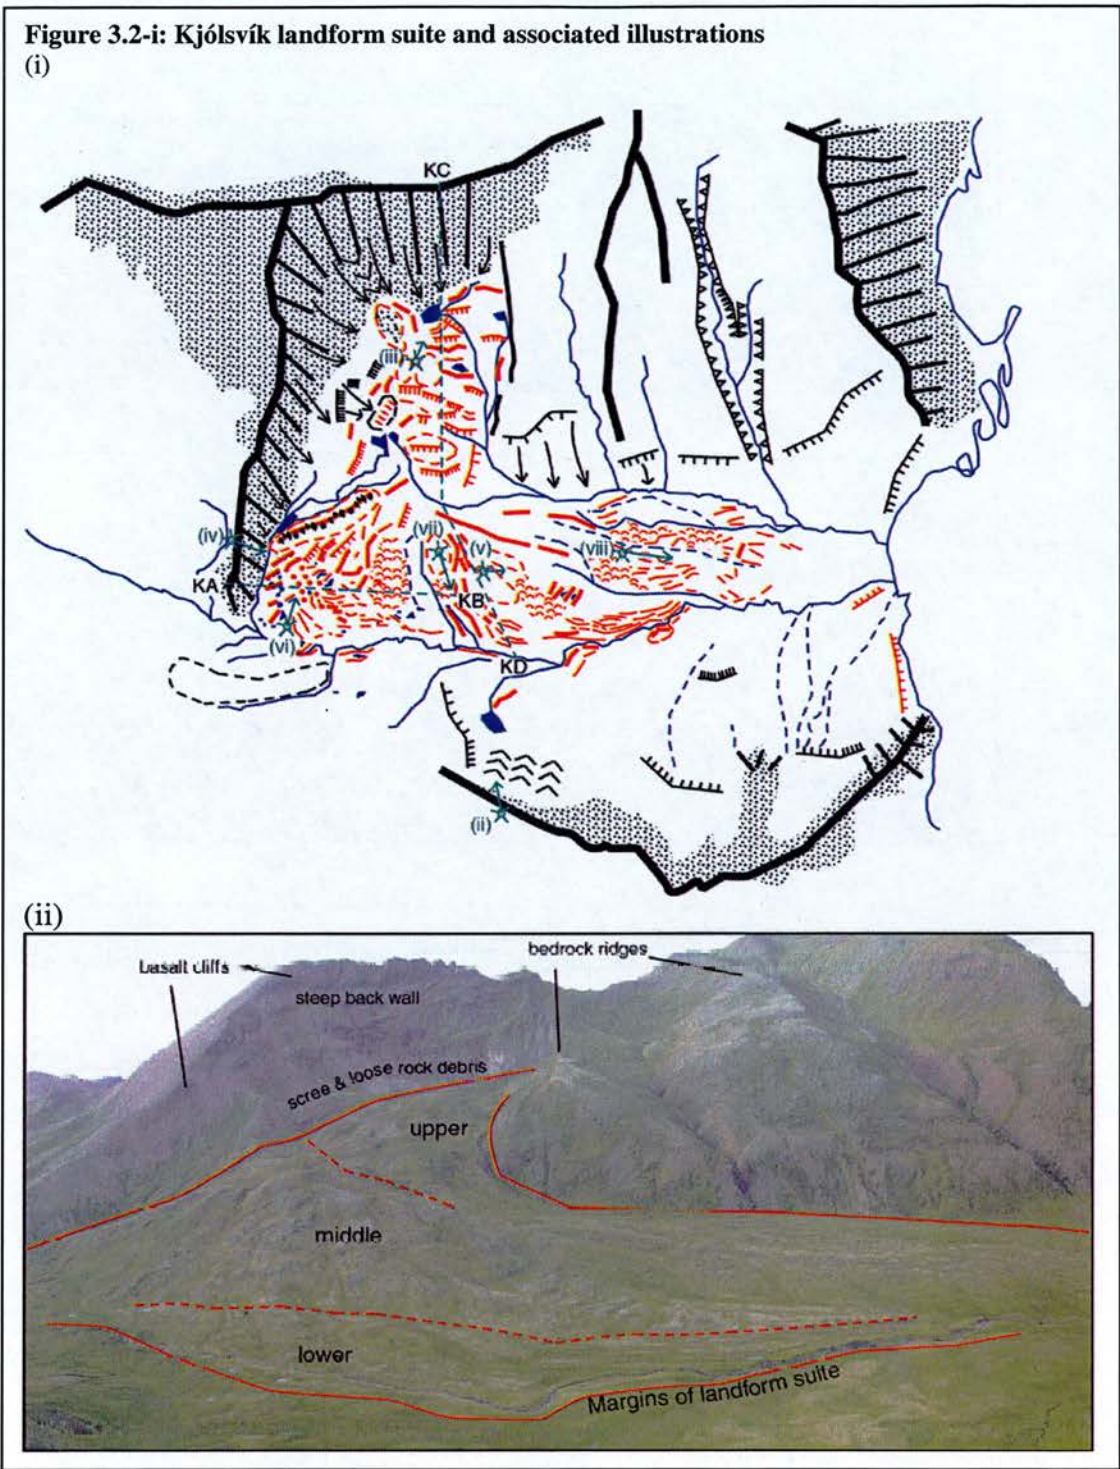 Figure 3.2-i: Kjólsvík landform suite and associated illustrations
(i)
KC
(iii)
(iv)
(vii)
(v)
(viii)
KA
KB
(vi)
KD
(ii)
(ii)
basalt cliffs
bedrock ridges
steep back wall
scree & loose rock debris
upper
middle
lower
Margins of landform suite